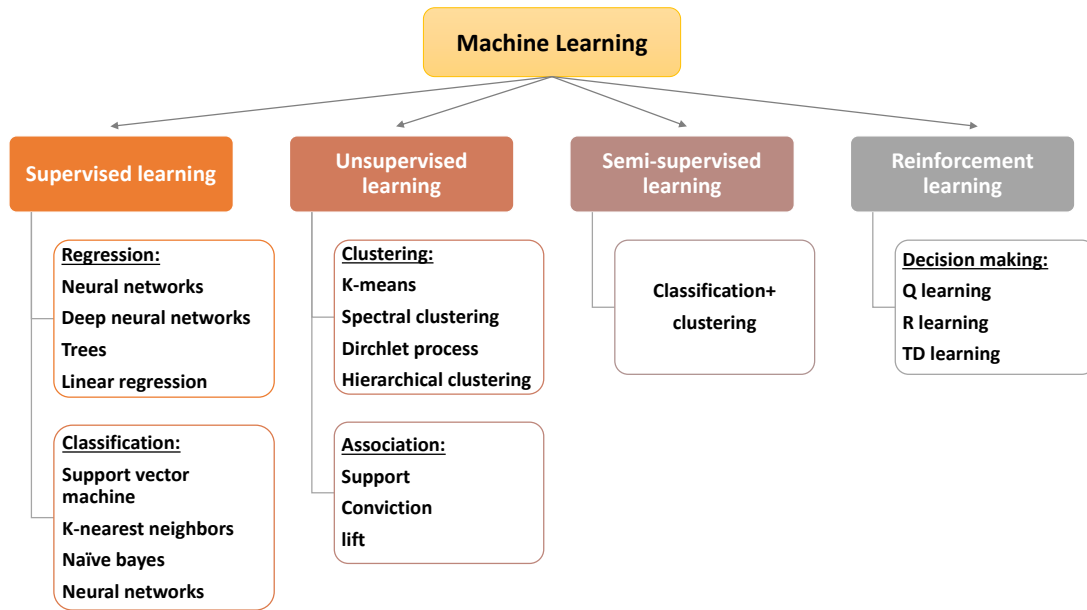 Machine Learning
Supervised learning
Unsupervised
learning
Semi-supervised
learning
Reinforcement
learning
Regression:
Neural networks
Deep neural networks
Trees
Linear regression
Classification:
Support vector
machine
K-nearest neighbors
Naïve bayes
Neural networks
Clustering:
K-means
Spectral clustering
Dirchlet process
Hierarchical clustering
Association:
Support
Conviction
lift
Classification+
clustering
Decision making:
Q learning
R learning
TD learning